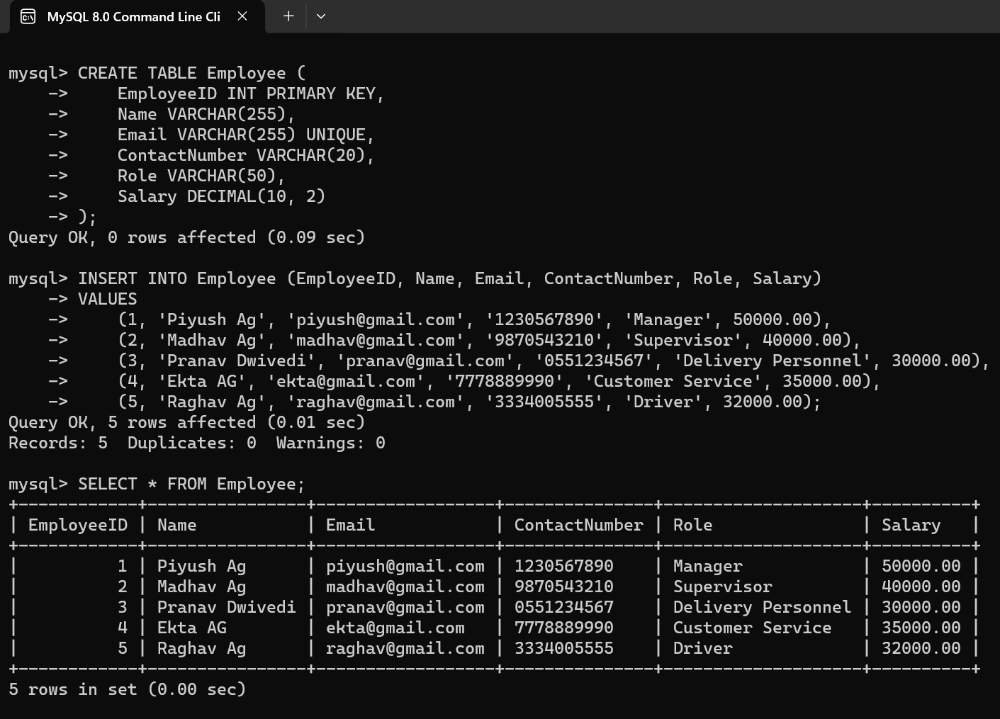 MySQL 8.0 Command Line Cli
mysql> CREATE TABLE Employee (
    ->     EmployeeID INT PRIMARY KEY,
    ->     Name VARCHAR(255),
    ->     Email VARCHAR(255) UNIQUE,
    ->     ContactNumber VARCHAR(20),
    ->     Role VARCHAR(50),
    ->     Salary DECIMAL(10, 2)
    -> );
Query OK, 0 rows affected (0.09 sec)
mysql> INSERT INTO Employee (EmployeeID, Name, Email, ContactNumber, Role, Salary)
    -> VALUES
    ->     (1, 'Piyush Ag', 'piyush@gmail.com', '1230567890', 'Manager', 50000.00),
    ->     (2, 'Madhav Ag', 'madhav@gmail.com', '9870543210', 'Supervisor', 40000.00),
    ->     (3, 'Pranav Dwivedi', 'pranav@gmail.com', '0551234567', 'Delivery Personnel', 30000.00),
    ->     (4, 'Ekta AG', 'ekta@gmail.com', '7778889990', 'Customer Service', 35000.00),
    ->     (5, 'Raghav Ag', 'raghav@gmail.com', '3334005555', 'Driver', 32000.00);
Query OK, 5 rows affected (0.01 sec)
Records: 5  Duplicates: 0  Warnings: 0
mysql> SELECT * FROM Employee;
+------------+----------------+------------------+---------------+--------------------+----------+
| EmployeeID | Name           | Email            | ContactNumber | Role               | Salary   |
+------------+----------------+------------------+---------------+--------------------+----------+
|          1 | Piyush Ag      | piyush@gmail.com | 1230567890    | Manager            | 50000.00 |
|          2 | Madhav Ag      | madhav@gmail.com | 9870543210    | Supervisor         | 40000.00 |
|          3 | Pranav Dwivedi | pranav@gmail.com | 0551234567    | Delivery Personnel | 30000.00 |
|          4 | Ekta AG        | ekta@gmail.com   | 7778889990    | Customer Service   | 35000.00 |
|          5 | Raghav Ag      | raghav@gmail.com | 3334005555    | Driver             | 32000.00 |
+------------+----------------+------------------+---------------+--------------------+----------+
5 rows in set (0.00 sec)